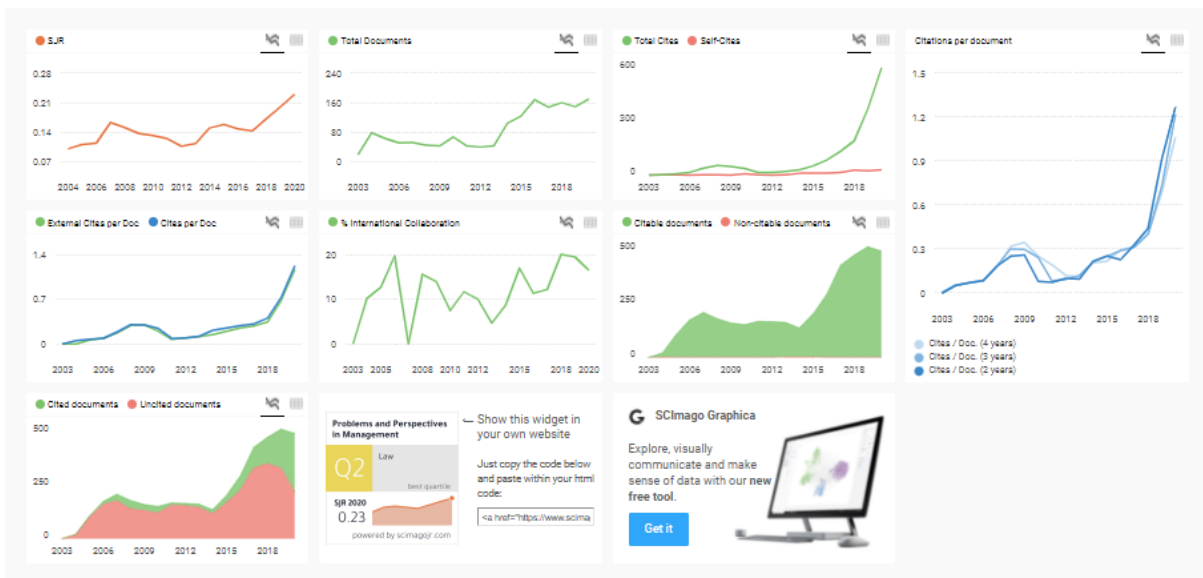 SJR
0.28
0.21
0.14
0.07
2004 2006 2008 2010 2012 2014 2016 2018 2020
Total Documents
240
160
80
0
2003 2006 2009 2012 2015 2018
Total Cites Self-Cites
600
300
0
2003 2006 2009 2012 2015 2018
Citations per document
1.5
1.2
0.9
0.6
0.3
0
2003 2006 2009 2012 2015 2018
Cites / Doc. (4 years)
Cites / Doc. (3 years)
Cites / Doc. (2 years)
External Cites per Doc Cites per Doc
1.4
0.7
0
2003 2006 2009 2012 2015 2018
% International Collaboration
20
10
0
2003 2005 2008 2010 2012 2015 2018 2020
Citable documents Non-citable documents
500
250
0
2003 2006 2009 2012 2015 2018
Cited documents Uncited documents
500
250
0
2003 2006 2009 2012 2015 2018
Problems and Perspectives
in Management
Q2
Law
best quartile
SJR 2020
0.23
powered by scimagojr.com
Show this widget in
your own website
Just copy the code below
and paste within your html
code:
<a href="https://www.scima
SCImago Graphica
Explore, visually
communicate and make
sense of data with our new
free tool.
Get it